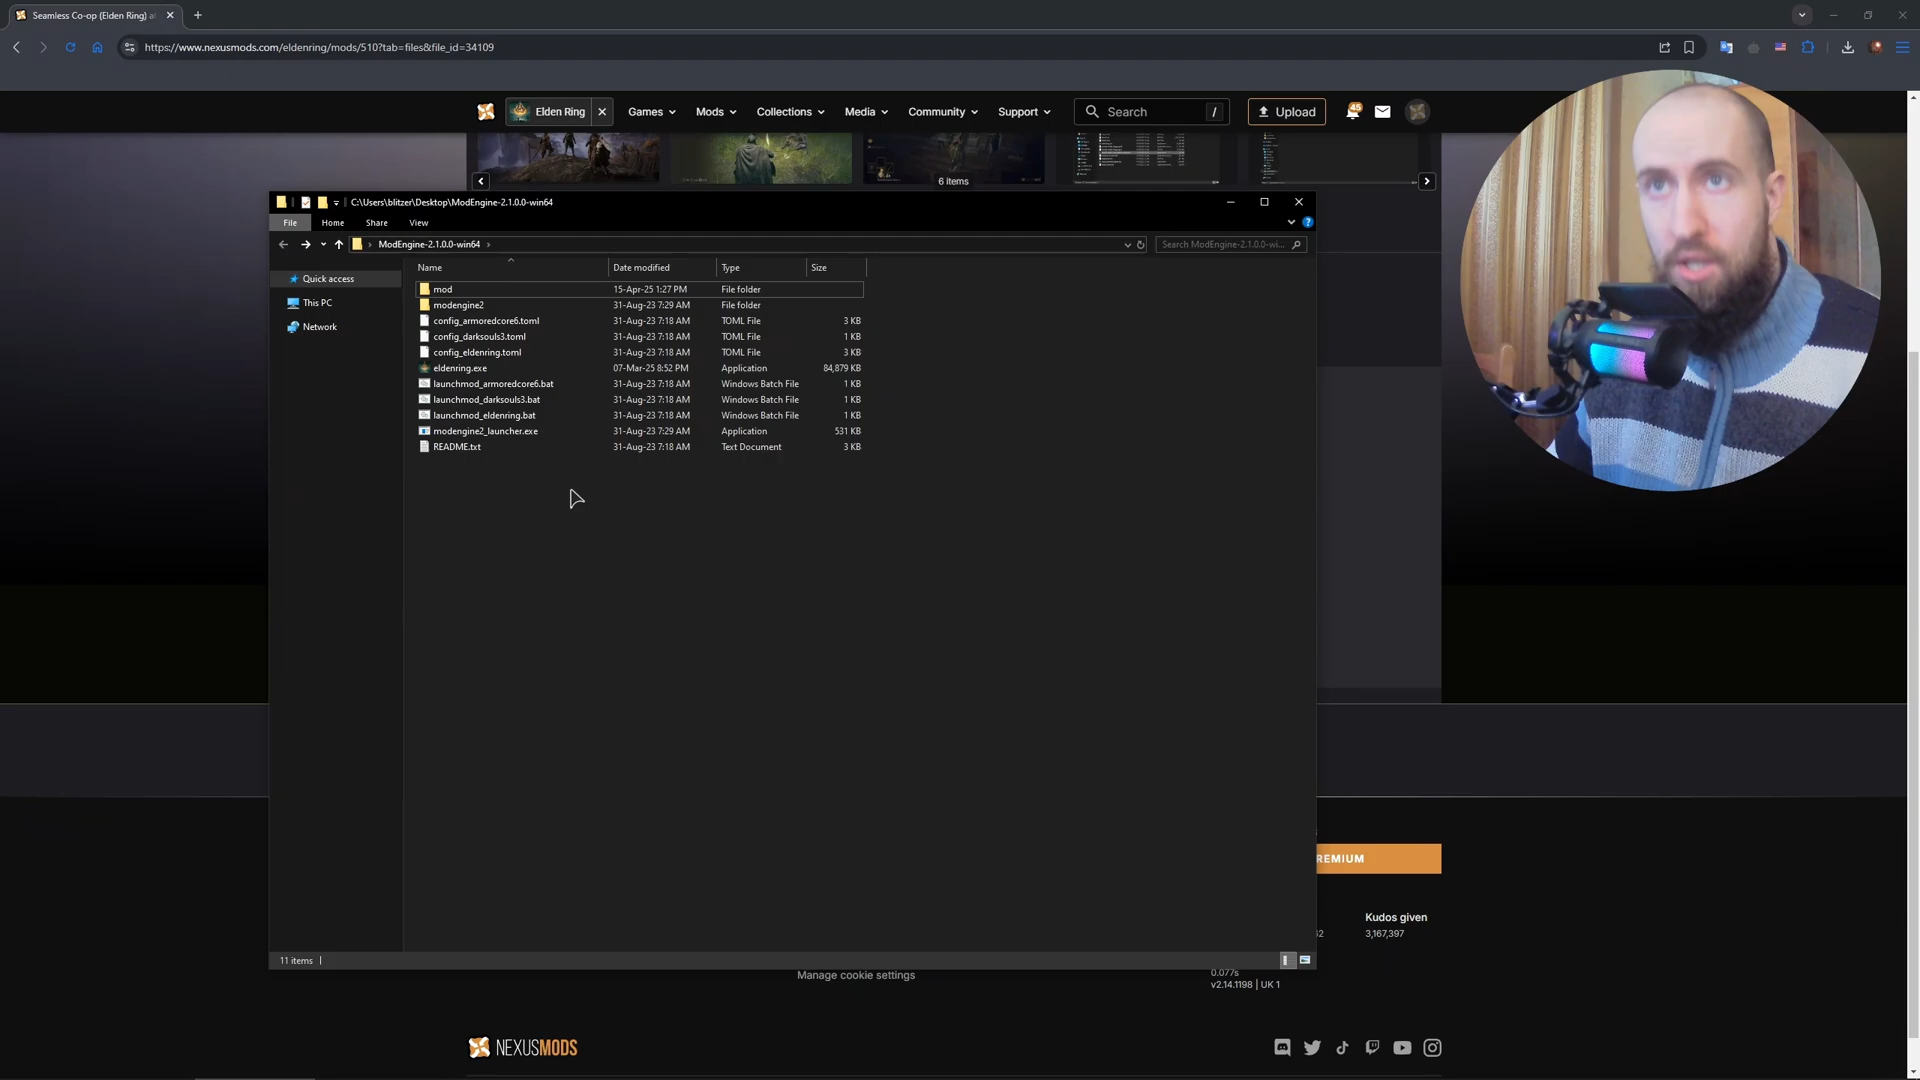 Seamless Co-op (Elden Ring) at
https://www.nexusmods.com/eldenring/mods/510?tab=files&file_id=34109
Elden Ring
Games
Mods
Collections
Media
Community
Support
Search
/
Upload
45
6 items
C:\Users\blitzer\Desktop\ModEngine-2.1.0.0-win64
File
Home
Share
View
ModEngine-2.1.0.0-win64
Search ModEngine-2.1.0.0-wi...
Quick access
This PC
Network
Name Date modified Type Size
mod 15-Apr-25 1:27 PM File folder
modengine2 31-Aug-23 7:29 AM File folder
config_armoredcore6.toml 31-Aug-23 7:18 AM TOML File 3 KB
config_darksouls3.toml 31-Aug-23 7:18 AM TOML File 1 KB
config_eldenring.toml 31-Aug-23 7:18 AM TOML File 3 KB
eldenring.exe 07-Mar-25 8:52 PM Application 84,879 KB
launchmod_armoredcore6.bat 31-Aug-23 7:18 AM Windows Batch File 1 KB
launchmod_darksouls3.bat 31-Aug-23 7:18 AM Windows Batch File 1 KB
launchmod_eldenring.bat 31-Aug-23 7:18 AM Windows Batch File 1 KB
modengine2_launcher.exe 31-Aug-23 7:29 AM Application 531 KB
README.txt 31-Aug-23 7:18 AM Text Document 3 KB
11 items
REMIUM
Kudos given
3,167,397
Manage cookie settings
0.077s
v2.14.1198 | UK 1
NEXUSMODS